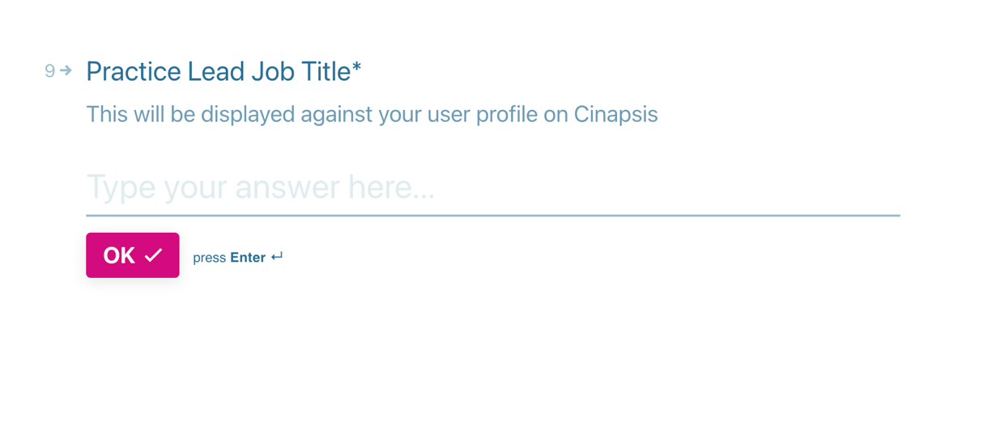 9 → Practice Lead Job Title*
This will be displayed against your user profile on Cinapsis
Type your answer here...
OK ✓ press Enter ↵